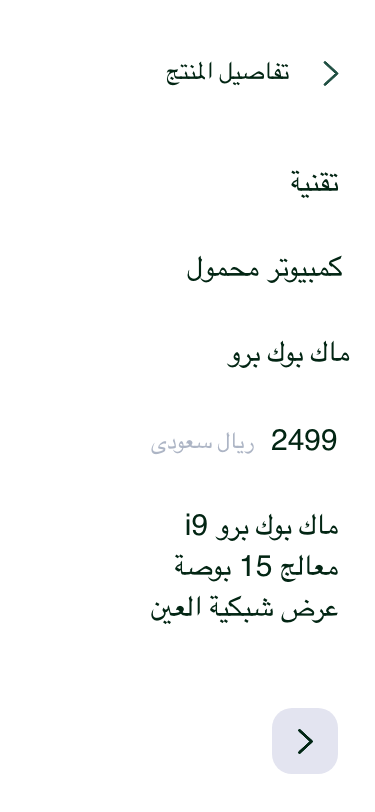 تفاصيل المنتج
تقنية
كمبيوتر محمول
ماك بوك برو
2499 ريال سعودى
ماك بوك برو i9
معالج 15 بوصة
عرض شبكية العين